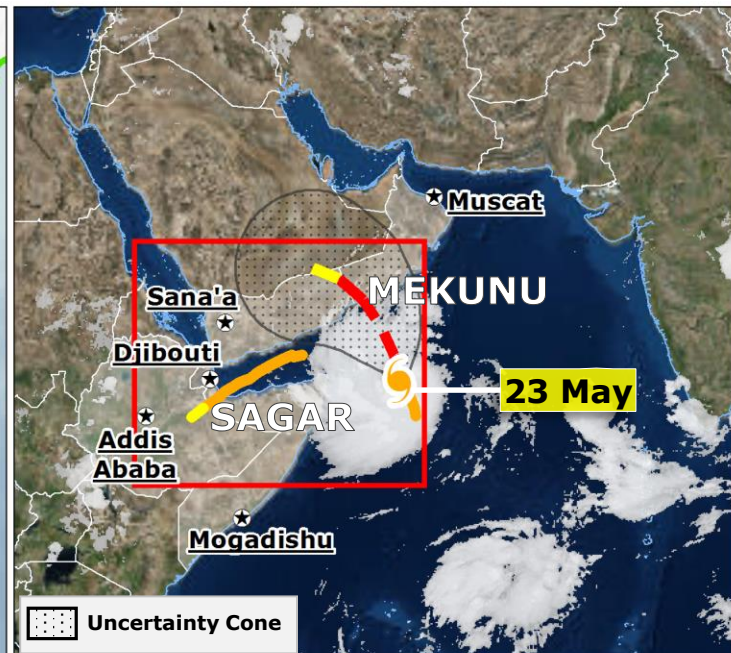 Muscat
MEKUNU
Sana'a
Djibouti
23 May
SAGAR
Addis
Ababa
Mogadishu
Uncertainty Cone